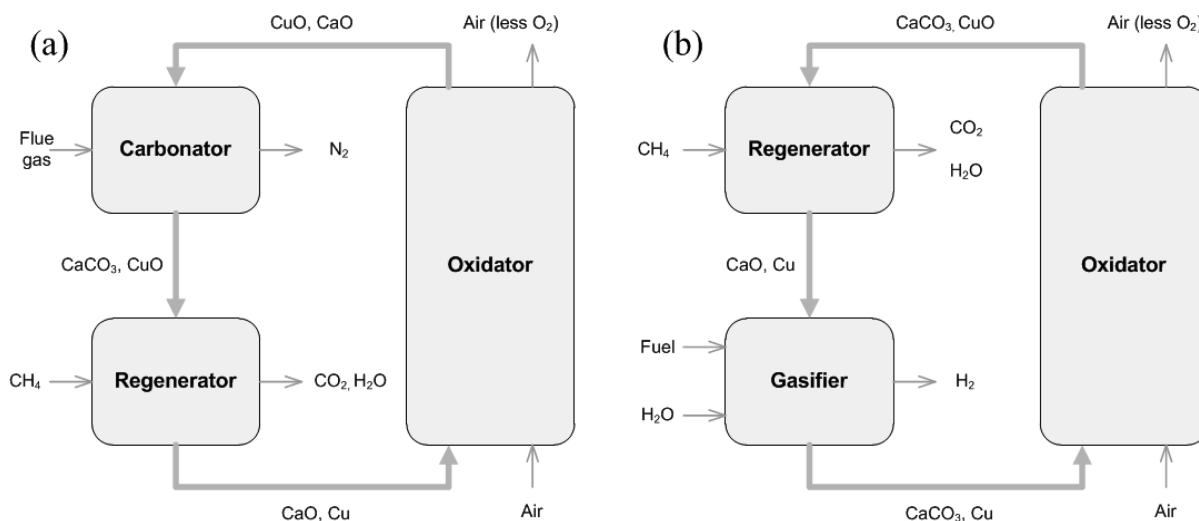 (a)
CuO, CaO
Air (less O₂)
Flue
gas
Carbonator
N₂
CaCO₃, CuO
Oxidator
CH₄
Regenerator
CO₂, H₂O
CaO, Cu
Air
(b)
CaCO₃, CuO
Air (less O₂)
CH₄
Regenerator
CO₂
H₂O
CaO, Cu
Oxidator
Fuel
H₂O
Gasifier
H₂
CaCO₃, Cu
Air